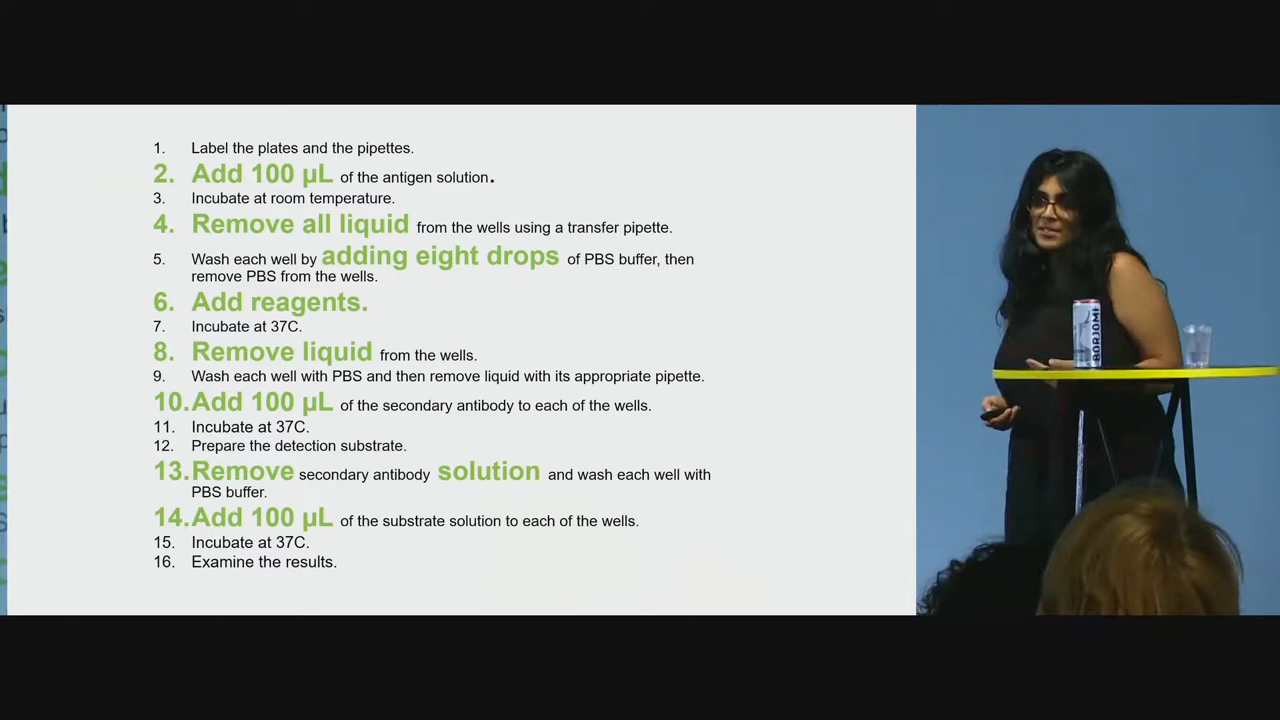 1. Label the plates and the pipettes.
2. Add 100 µL of the antigen solution.
3. Incubate at room temperature.
4. Remove all liquid from the wells using a transfer pipette.
5. Wash each well by adding eight drops of PBS buffer, then
remove PBS from the wells.
6. Add reagents.
7. Incubate at 37C.
8. Remove liquid from the wells.
9. Wash each well with PBS and then remove liquid with its appropriate pipette.
10. Add 100 µL of the secondary antibody to each of the wells.
11. Incubate at 37C.
12. Prepare the detection substrate.
13. Remove secondary antibody solution and wash each well with
PBS buffer.
14. Add 100 µL of the substrate solution to each of the wells.
15. Incubate at 37C.
16. Examine the results.
BORJOMI